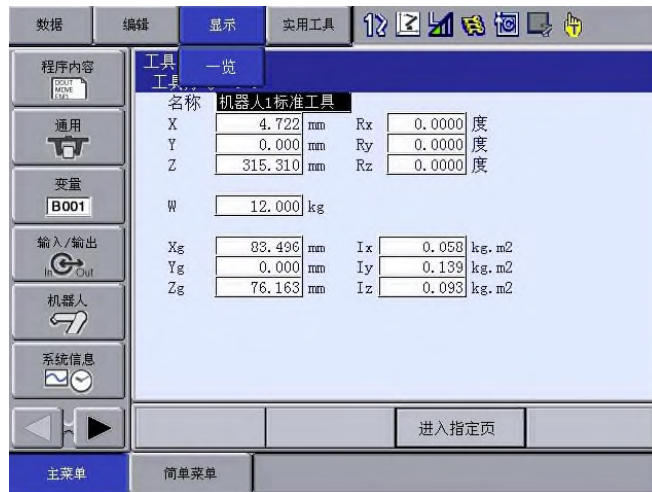 数据 编辑 显示 实用工具
程序内容 工具 一览
DOUT
MOVE
END
名称 机器人1标准工具
通用 X 4.722 mm Rx 0.0000 度
Y 0.000 mm Ry 0.0000 度
Z 315.310 mm Rz 0.0000 度
变量
B001 W 12.000 kg
输入/输出
In Out
Xg 83.496 mm Ix 0.058 kg.m2
Yg 0.000 mm Iy 0.139 kg.m2
机器人 Zg 76.163 mm Iz 0.093 kg.m2
系统信息
进入指定页
主菜单 简单菜单